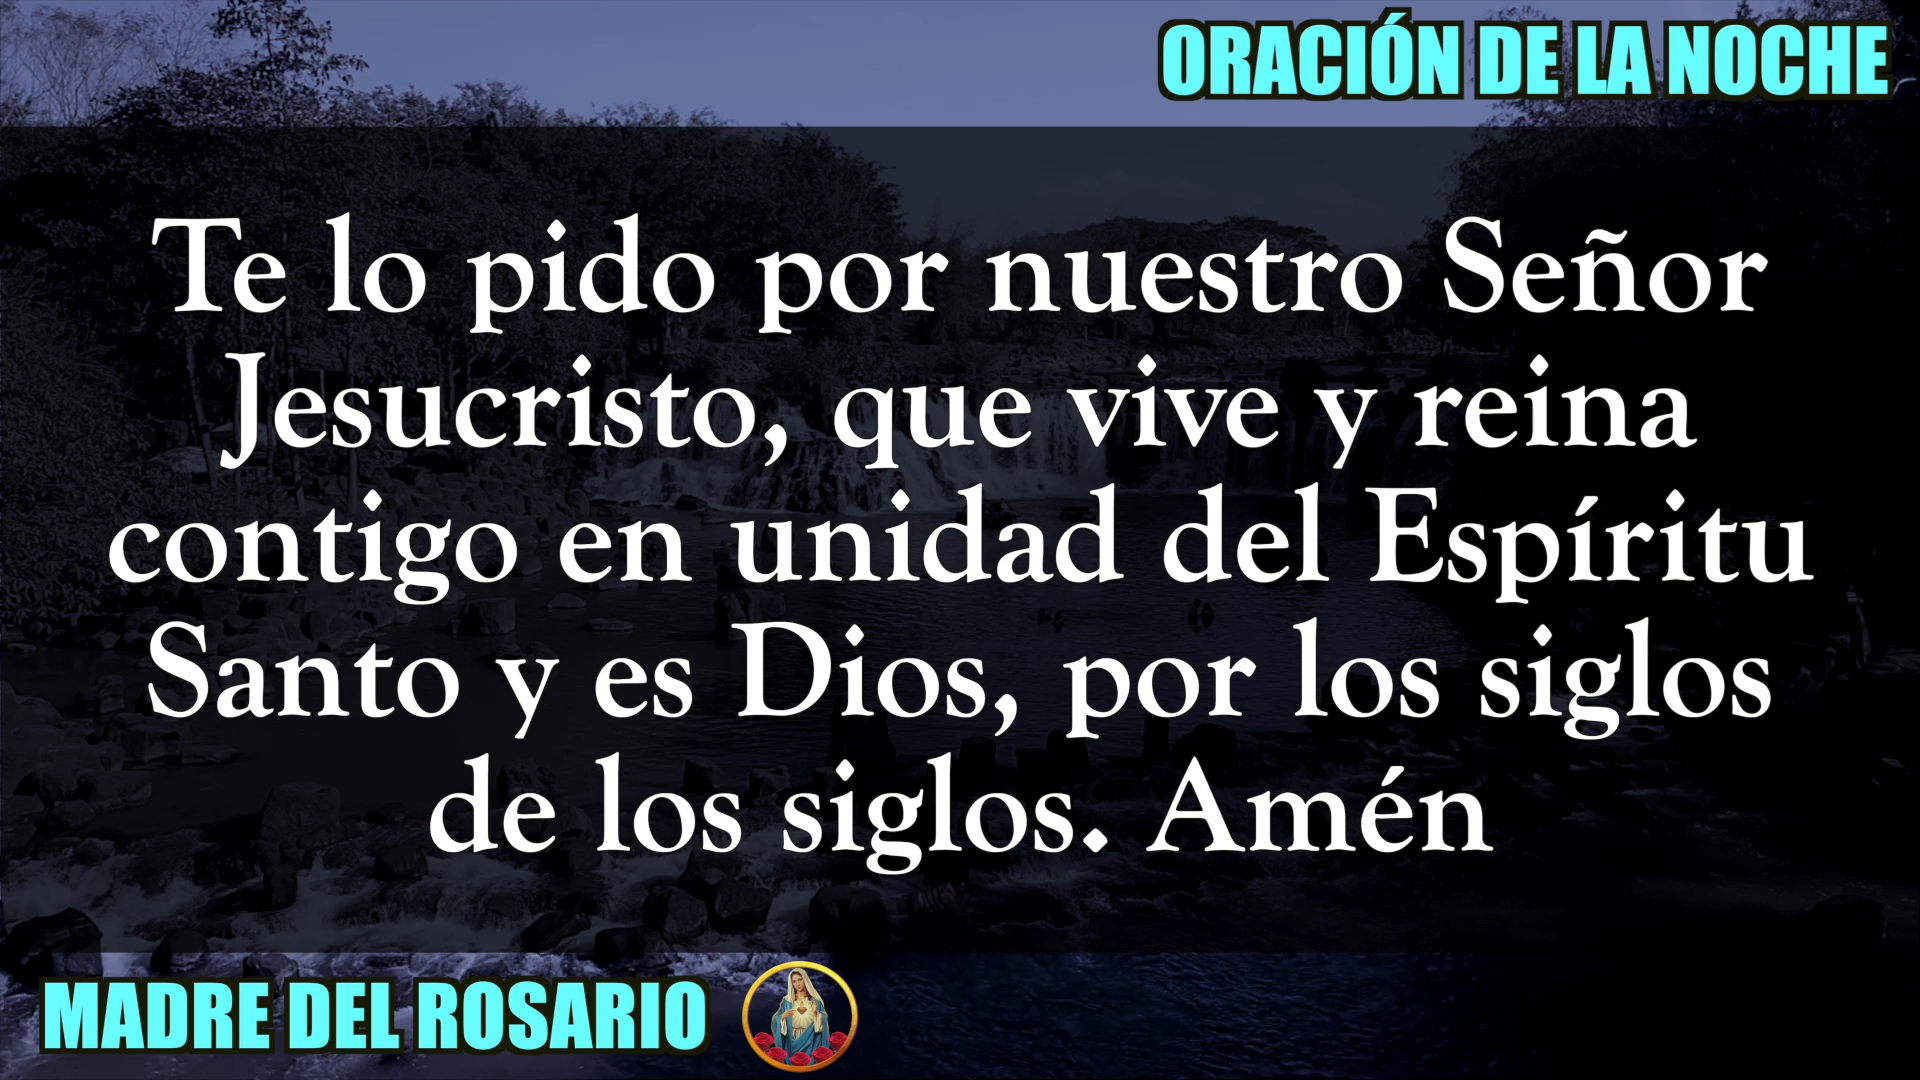 ORACIÓN DE LA NOCHE
Te lo pido por nuestro Señor
Jesucristo, que vive y reina
contigo en unidad del Espíritu
Santo y es Dios, por los siglos
de los siglos. Amén
MADRE DEL ROSARIO